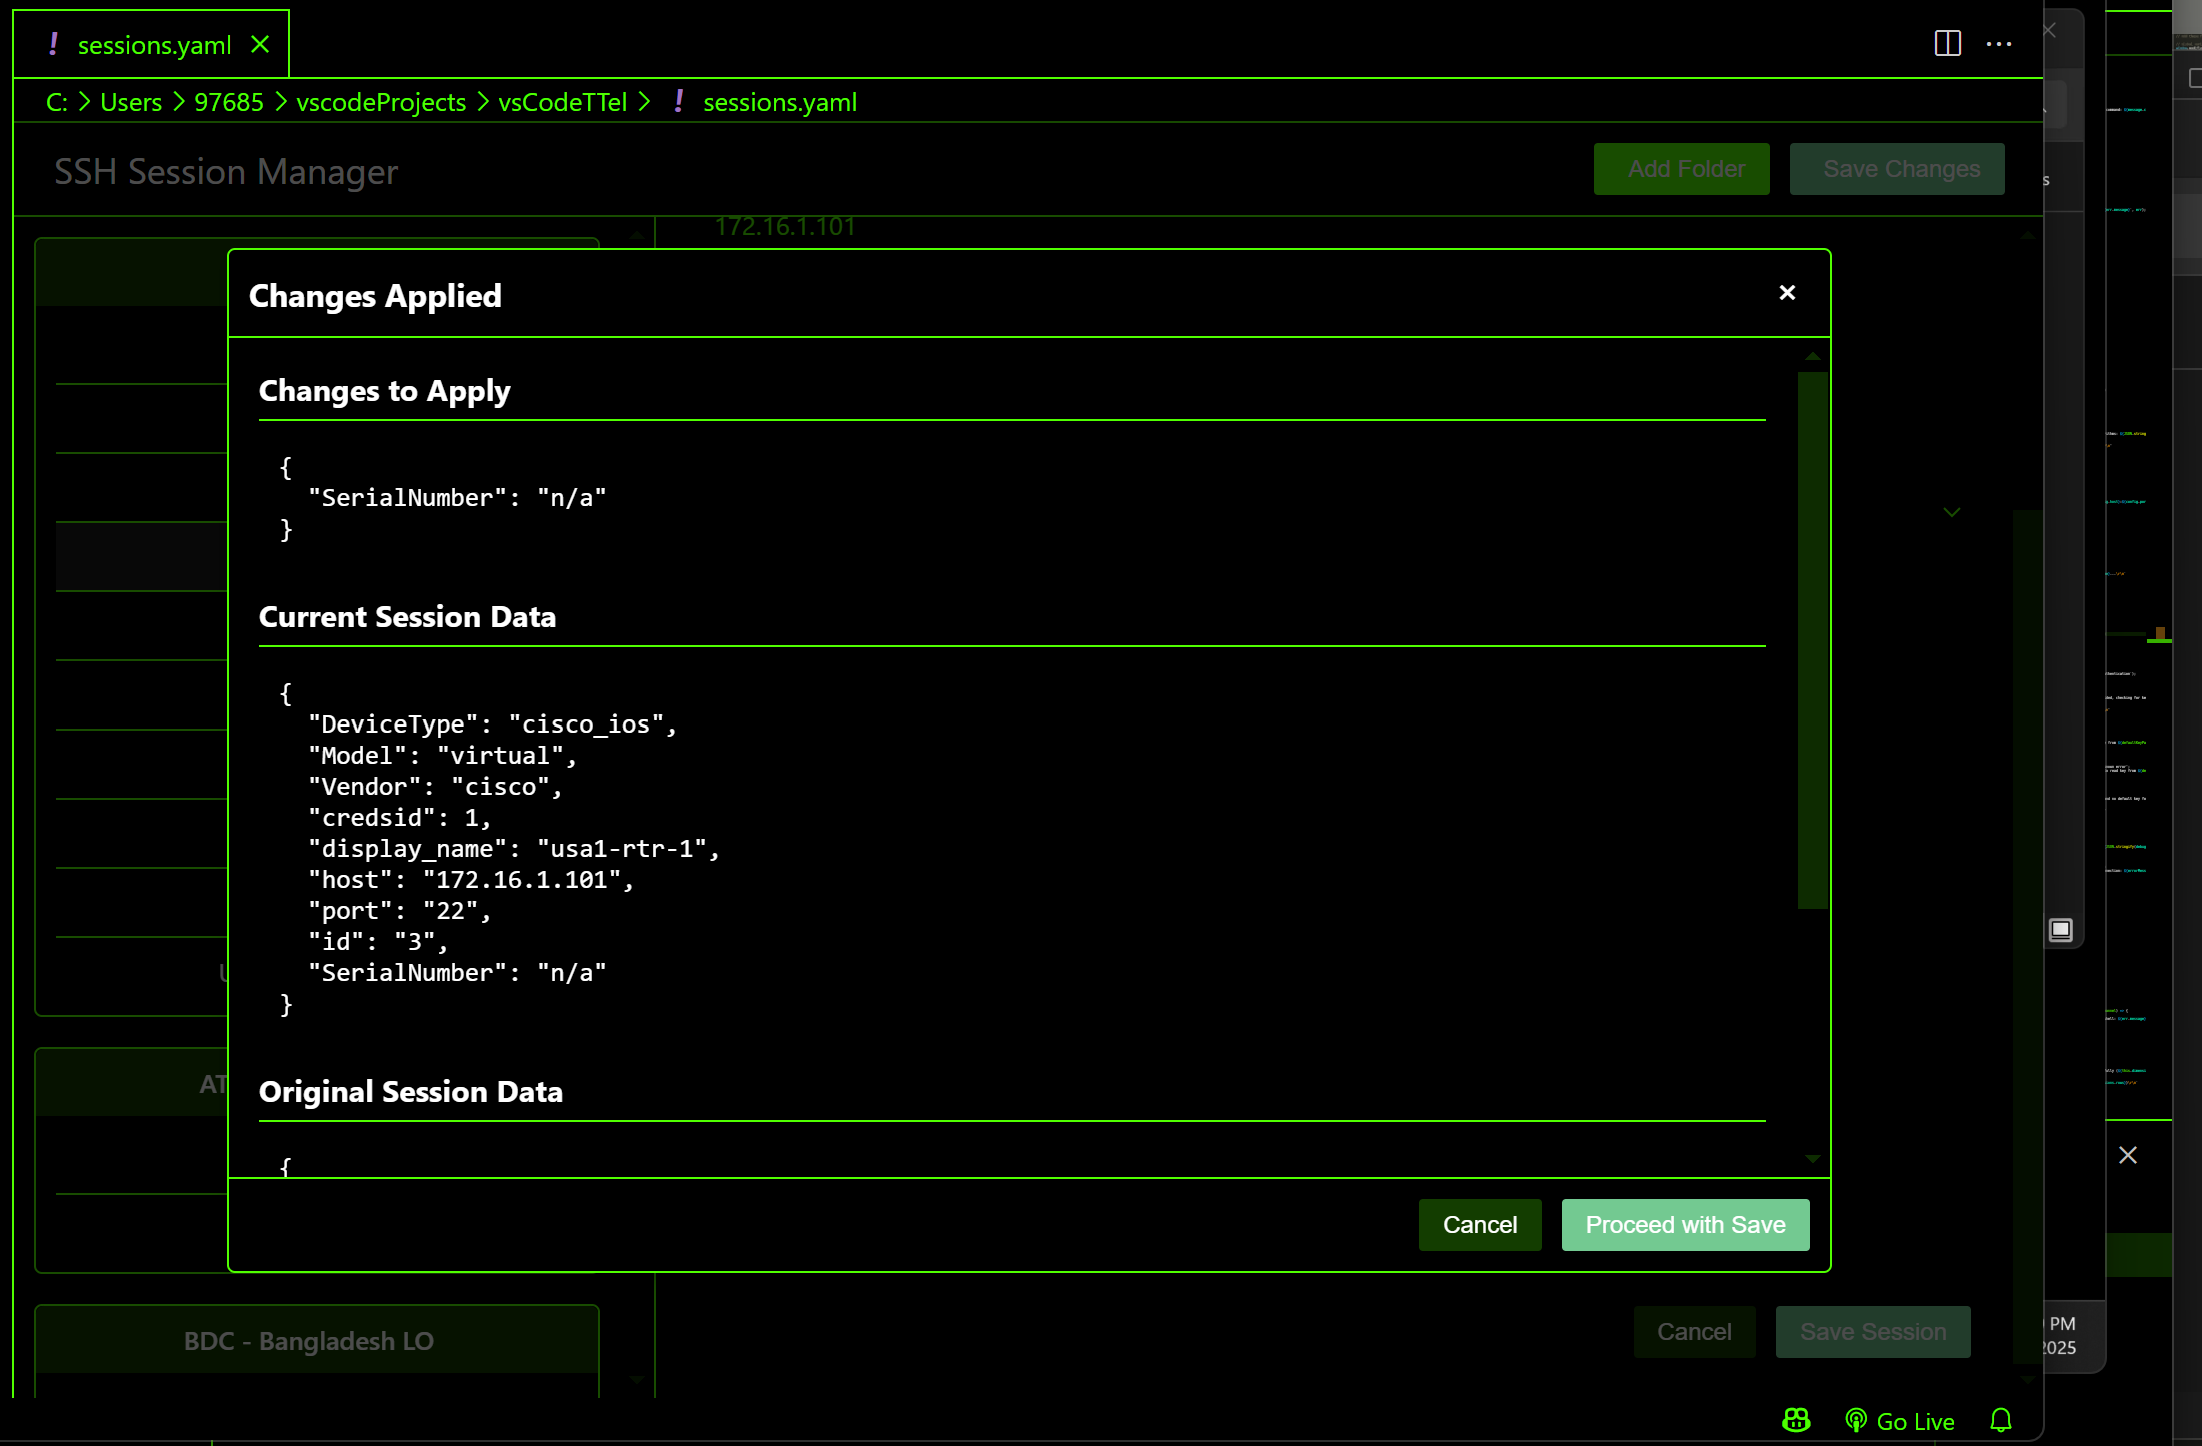 ! sessions.yaml
C: > Users > 97685 > vscodeProjects > vsCodeTTel > ! sessions.yaml
SSH Session Manager
Add Folder
Save Changes
172.16.1.101
Changes Applied
Changes to Apply
{
"SerialNumber": "n/a"
}
Current Session Data
{
"DeviceType": "cisco_ios",
"Model": "virtual",
"Vendor": "cisco",
"credsid": 1,
"display_name": "usa1-rtr-1",
"host": "172.16.1.101",
"port": "22",
"id": "3",
"SerialNumber": "n/a"
}
Original Session Data
{
Cancel
Proceed with Save
AT
BDC - Bangladesh LO
Cancel
Save Session
PM
2025
Go Live